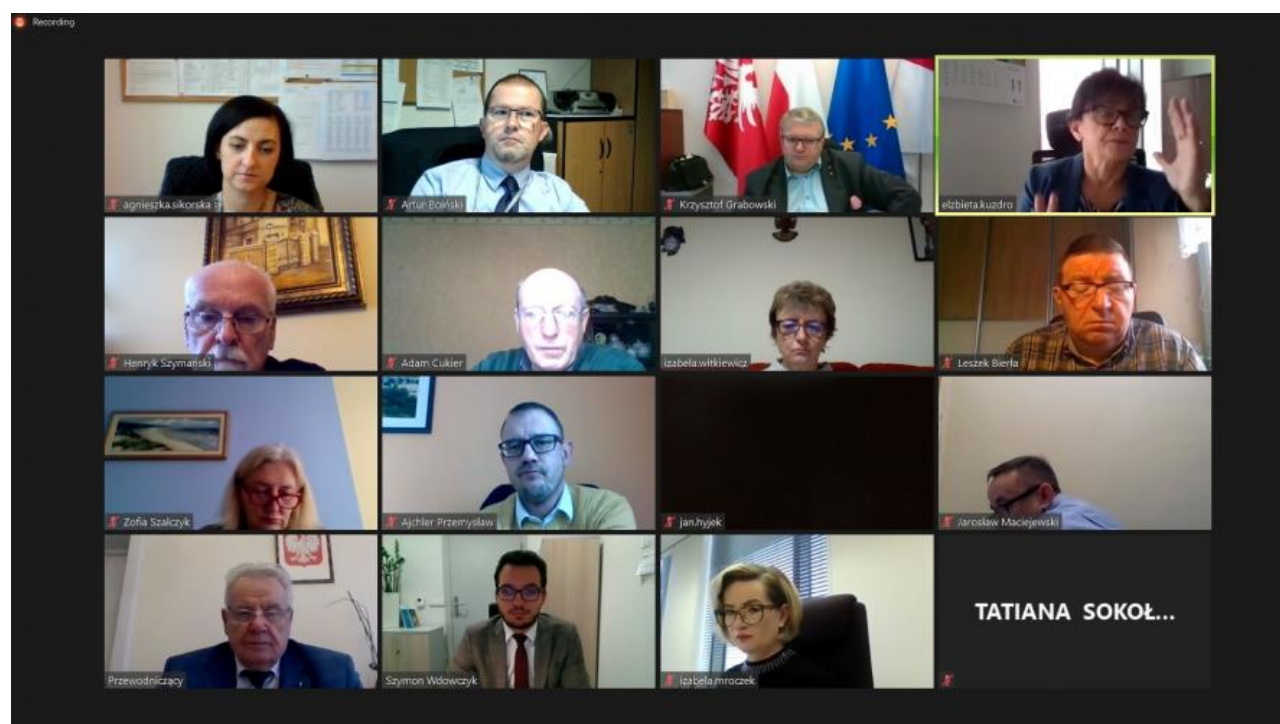 Recording
agnieszka.sikorska
Artur Boiński
Krzysztof Grabowski
elzbieta.kuzdro
Henryk Szymański
Adam Cukier
izabela.witkiewicz
Leszek Bierła
Zofia Szalczyk
Ajchler Przemysław
jan.hyjek
Jarosław Maciejewski
Przewodniczący
Szymon Wdowczyk
izabela.mroczek
TATIANA SOKOŁ...